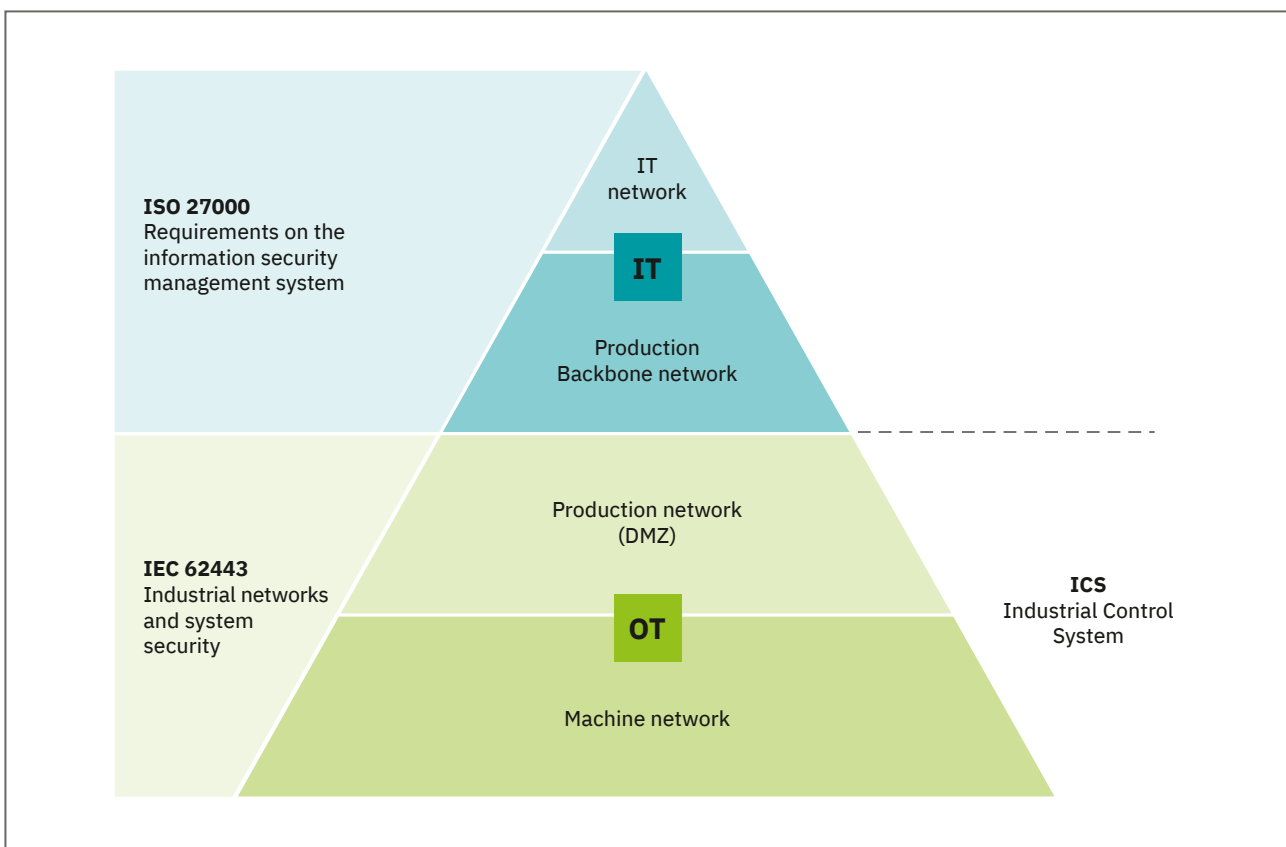 IT
network
ISO 27000
Requirements on the
information security
management system
IT
Production
Backbone network
Production network
(DMZ)
IEC 62443
Industrial networks
and system
security
OT
ICS
Industrial Control
System
Machine network